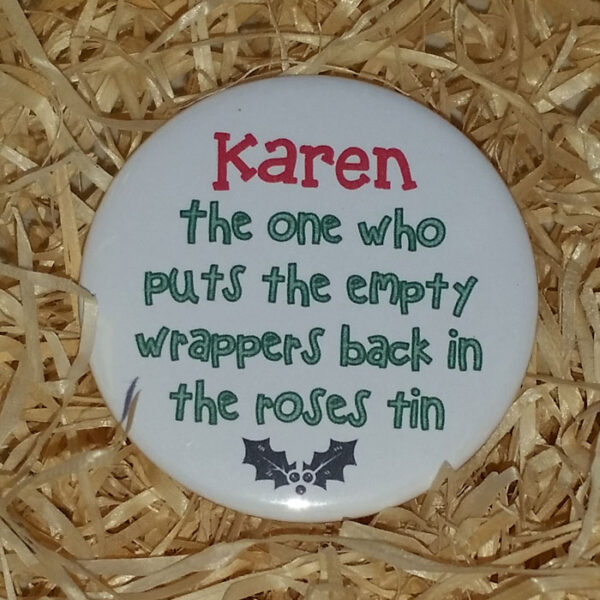 Karen
the one who
puts the empty
wrappers back in
the roses tin